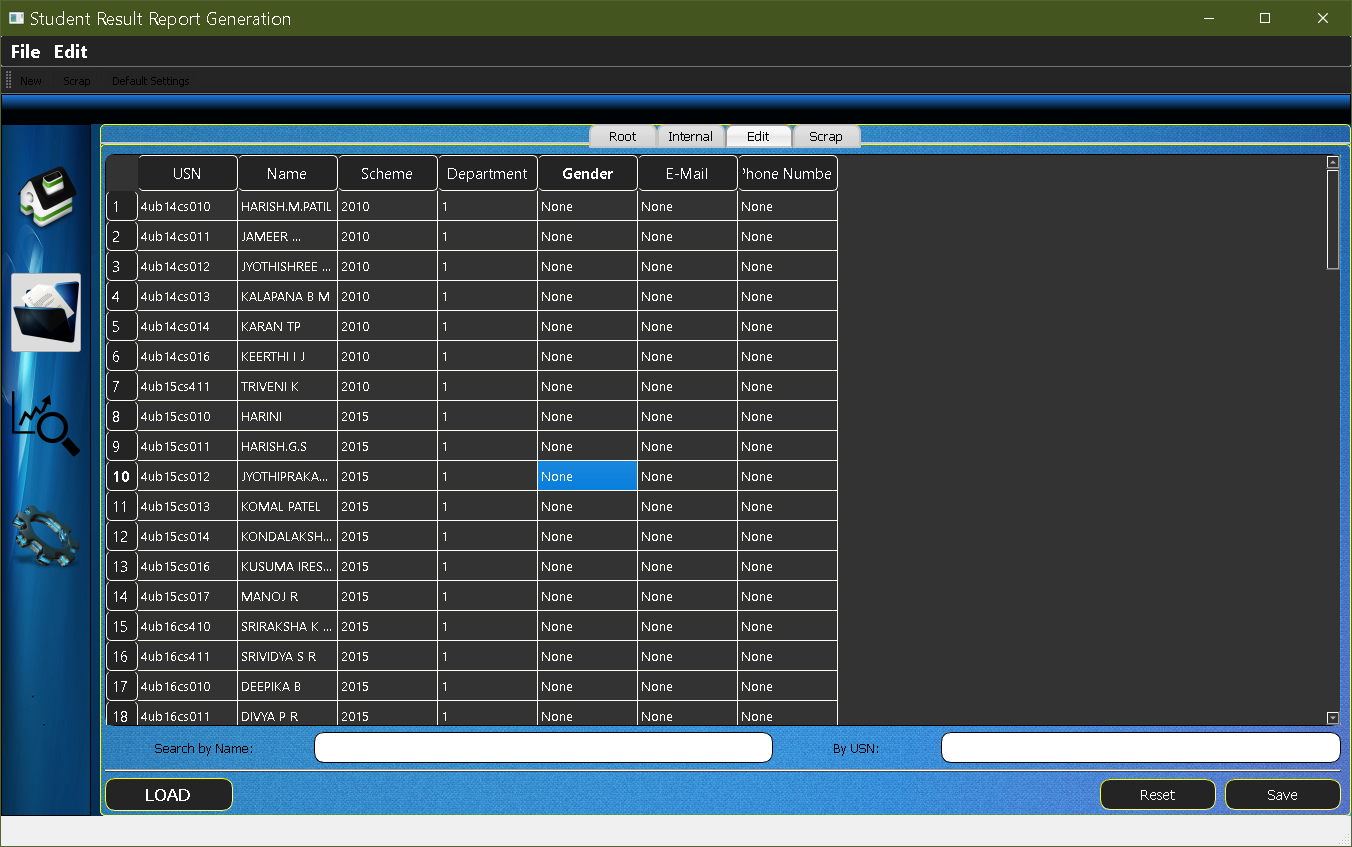 Student Result Report Generation
File Edit
New Scrap Default Settings
Root Internal Edit Scrap
USN Name Scheme Department Gender E-Mail Phone Numbe
1 4ub14cs010 HARISH.M.PATIL 2010 1 None None None
2 4ub14cs011 JAMEER ... 2010 1 None None None
3 4ub14cs012 JYOTHISHREE ... 2010 1 None None None
4 4ub14cs013 KALAPANA B M 2010 1 None None None
5 4ub14cs014 KARAN TP 2010 1 None None None
6 4ub14cs016 KEERTHI I J 2010 1 None None None
7 4ub15cs411 TRIVENI K 2010 1 None None None
8 4ub15cs010 HARINI 2015 1 None None None
9 4ub15cs011 HARISH.G.S 2015 1 None None None
10 4ub15cs012 JYOTHIPRAKA... 2015 1 None None None
11 4ub15cs013 KOMAL PATEL 2015 1 None None None
12 4ub15cs014 KONDALAKSH... 2015 1 None None None
13 4ub15cs016 KUSUMA IRES... 2015 1 None None None
14 4ub15cs017 MANOJ R 2015 1 None None None
15 4ub16cs410 SRIRAKSHA K ... 2015 1 None None None
16 4ub16cs411 SRIVIDYA S R 2015 1 None None None
17 4ub16cs010 DEEPIKA B 2015 1 None None None
18 4ub16cs011 DIVYA P R 2015 1 None None None
Search by Name: By USN:
LOAD Reset Save